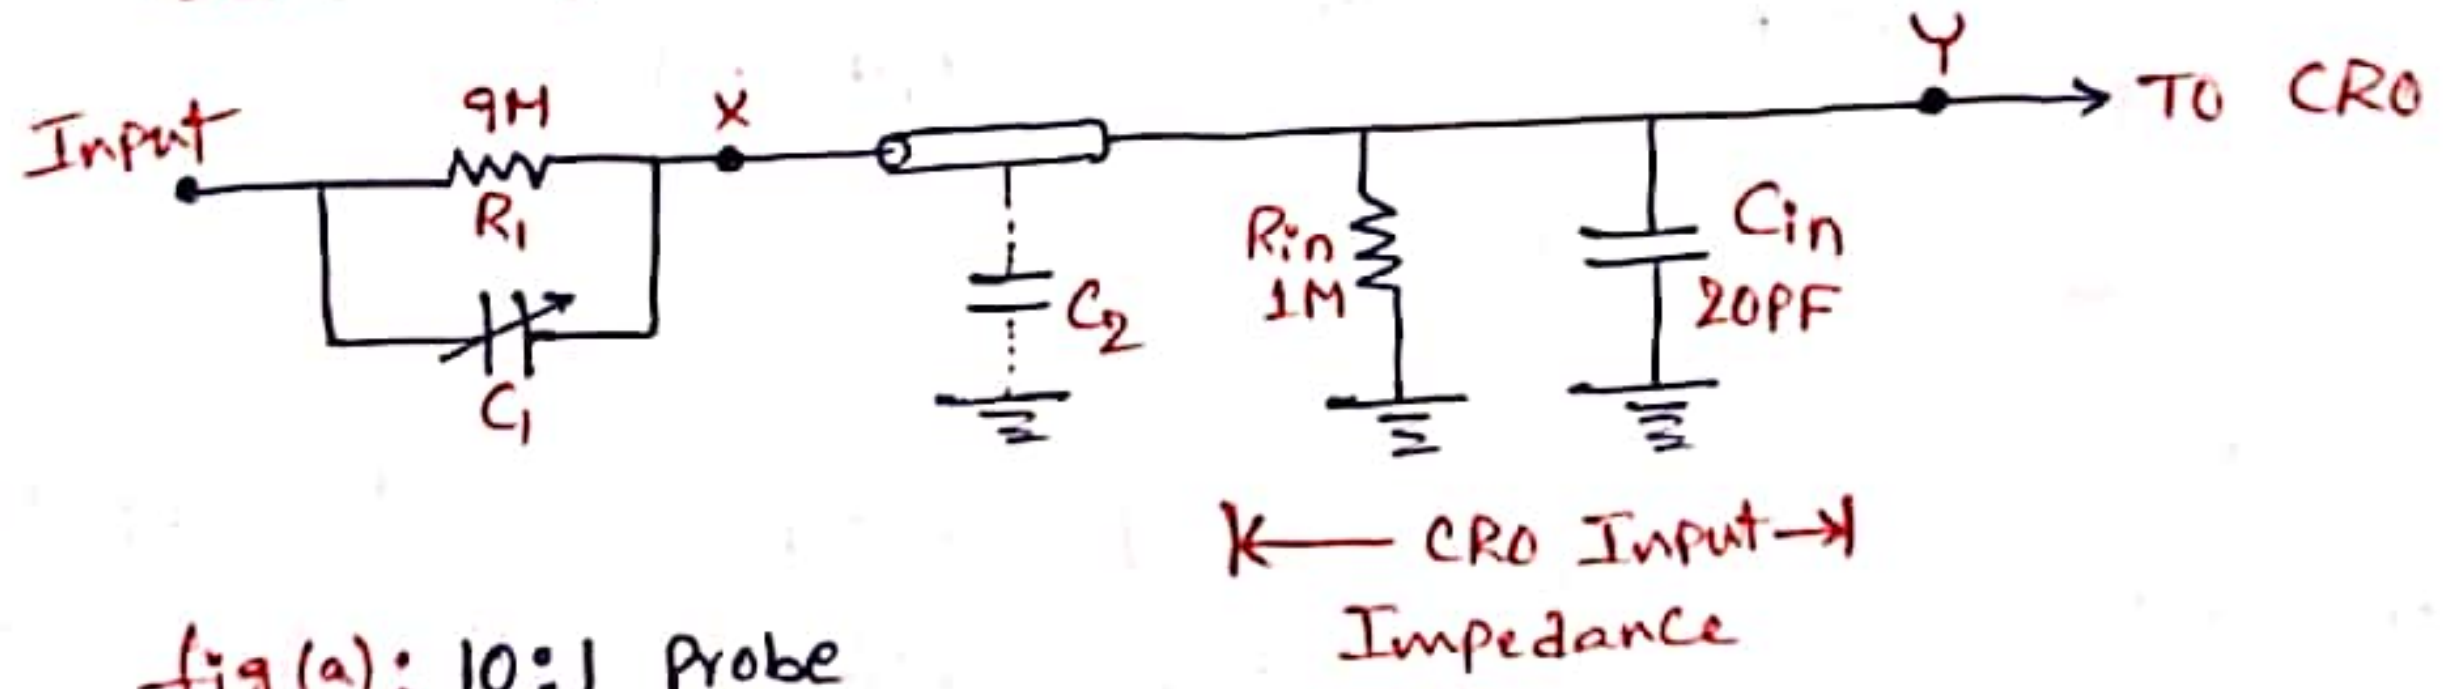 Input
9M
R1
C1
X
C2
Rin
1M
Cin
20PF
Y
TO CRO
CRO Input
Impedance
fig(a): 10:1 Probe